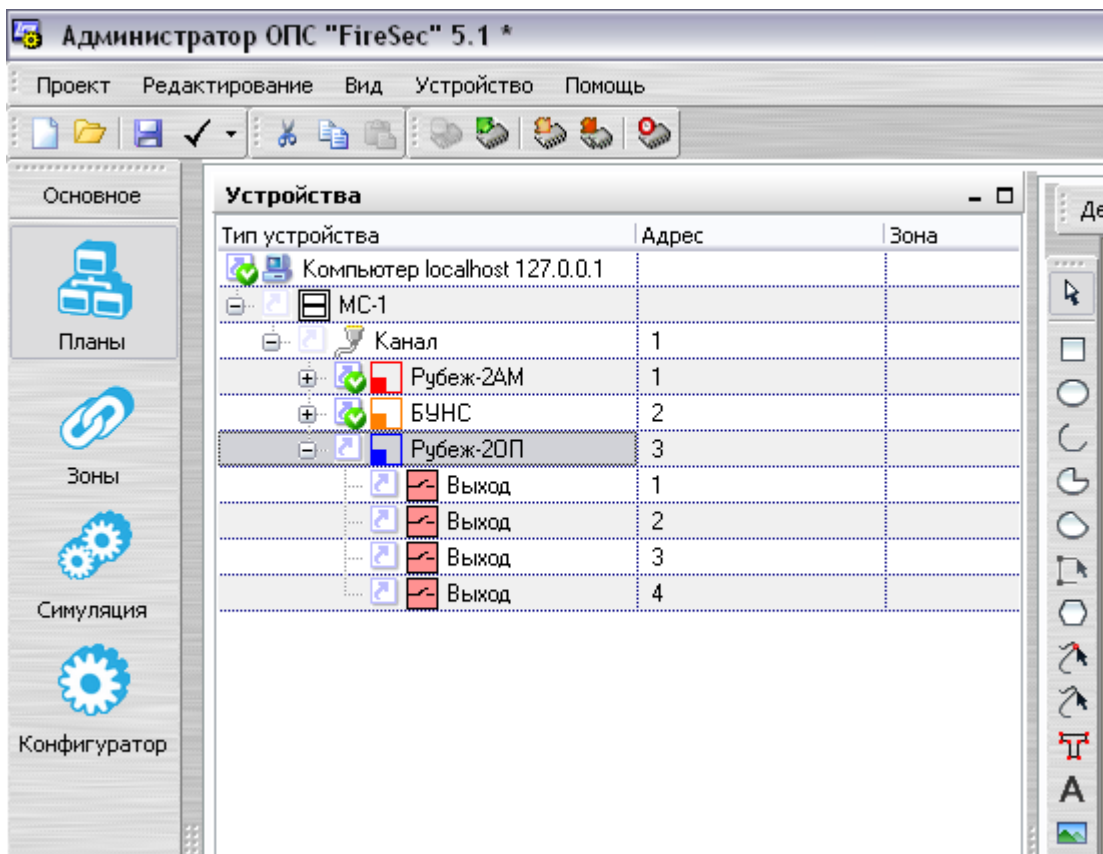 Администратор ОПС "FireSec" 5.1 *
Проект Редактирование Вид Устройство Помощь
Основное
Устройства
Тип устройства Адрес Зона
Компьютер localhost 127.0.0.1
МС-1
Канал 1
Рубеж-2АМ 1
БУНС 2
Рубеж-2ОП 3
Выход 1
Выход 2
Выход 3
Выход 4
Планы
Зоны
Симуляция
Конфигуратор
Де
A